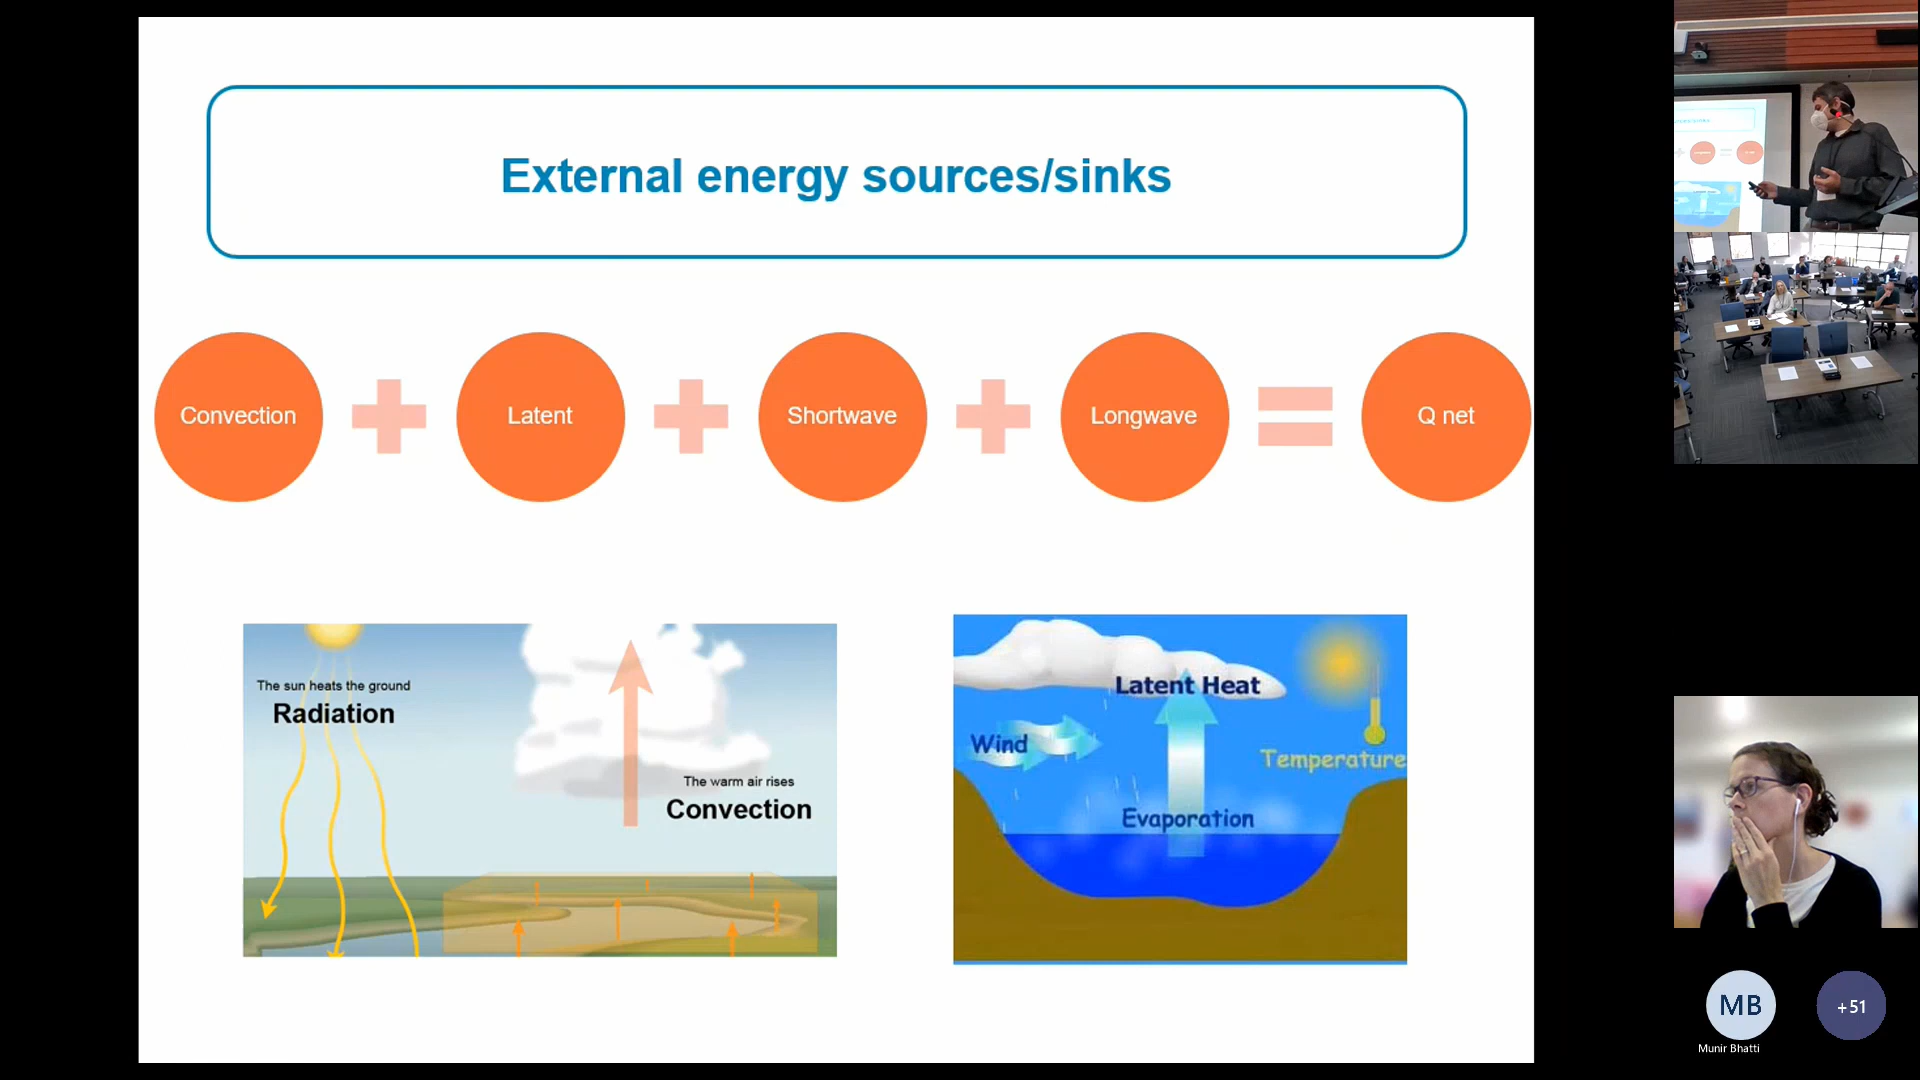 External energy sources/sinks
Convection
Latent
Shortwave
Longwave
Q net
The sun heats the ground
Radiation
The warm air rises
Convection
Latent Heat
Wind
Temperature
Evaporation
MB
+51
Munir Bhatti